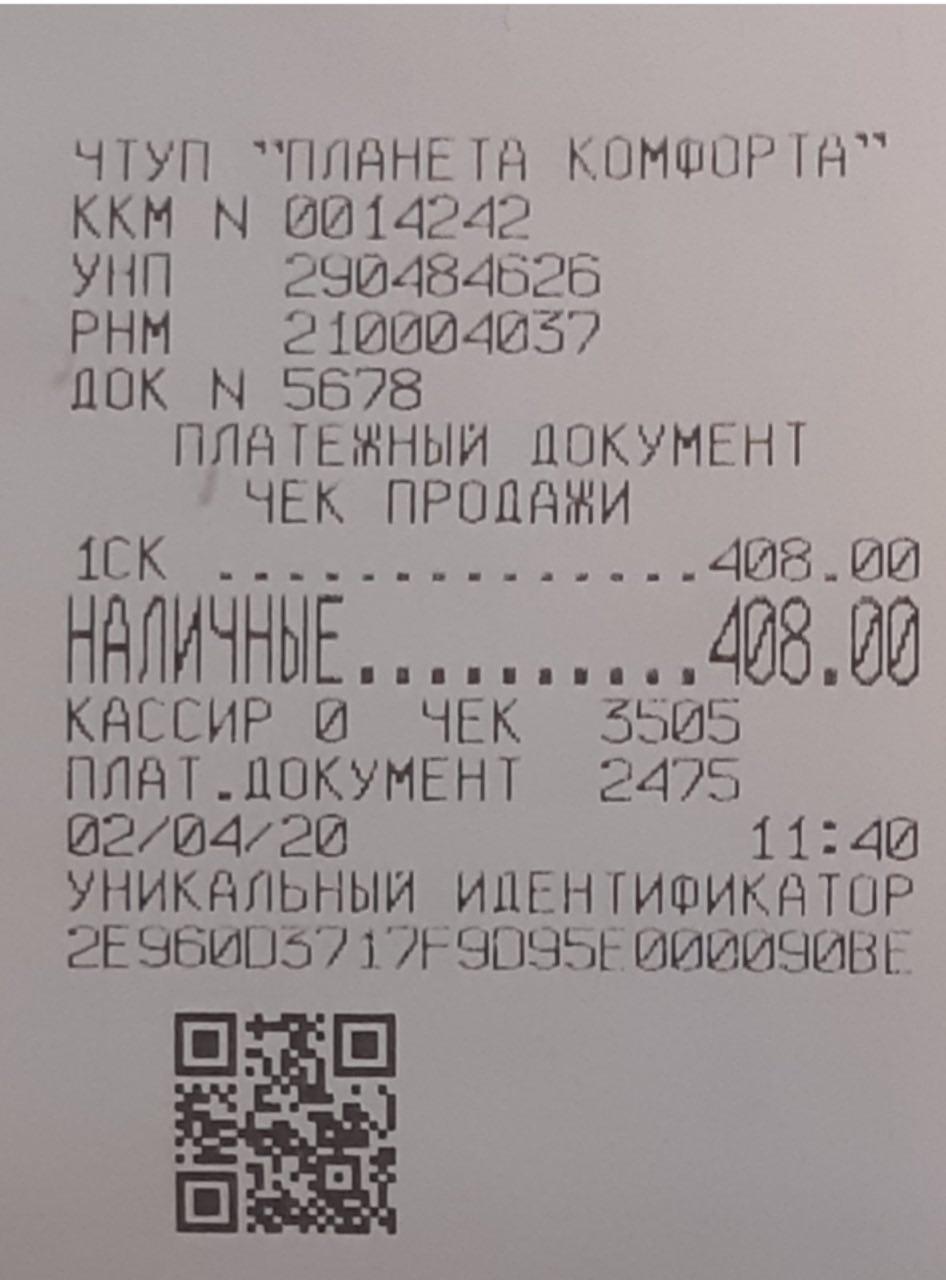 ЧТУП "ПЛАНЕТА КОМФОРТА"
ККМ N 0014242
УНП 290484626
РНМ 210004037
ДОК N 5678
ПЛАТЕЖНЫЙ ДОКУМЕНТ
ЧЕК ПРОДАЖИ
1СК ..............408.00
НАЛИЧНЫЕ..........408.00
КАССИР 0 ЧЕК 3505
ПЛАТ.ДОКУМЕНТ 2475
02/04/20 11:40
УНИКАЛЬНЫЙ ИДЕНТИФИКАТОР
2E960D3717F9D95E000090BE